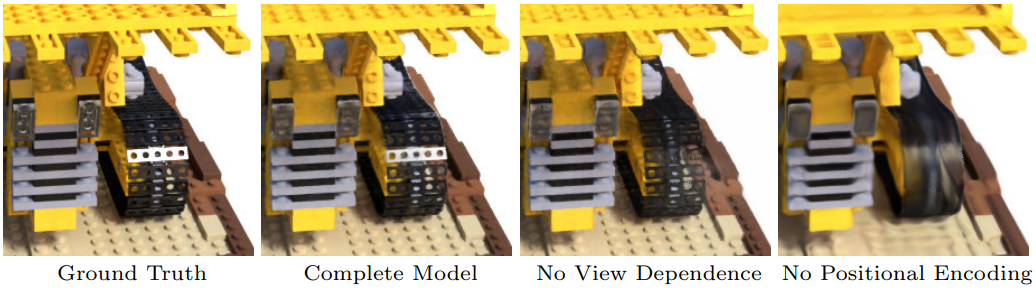 Ground Truth
Complete Model
No View Dependence
No Positional Encoding